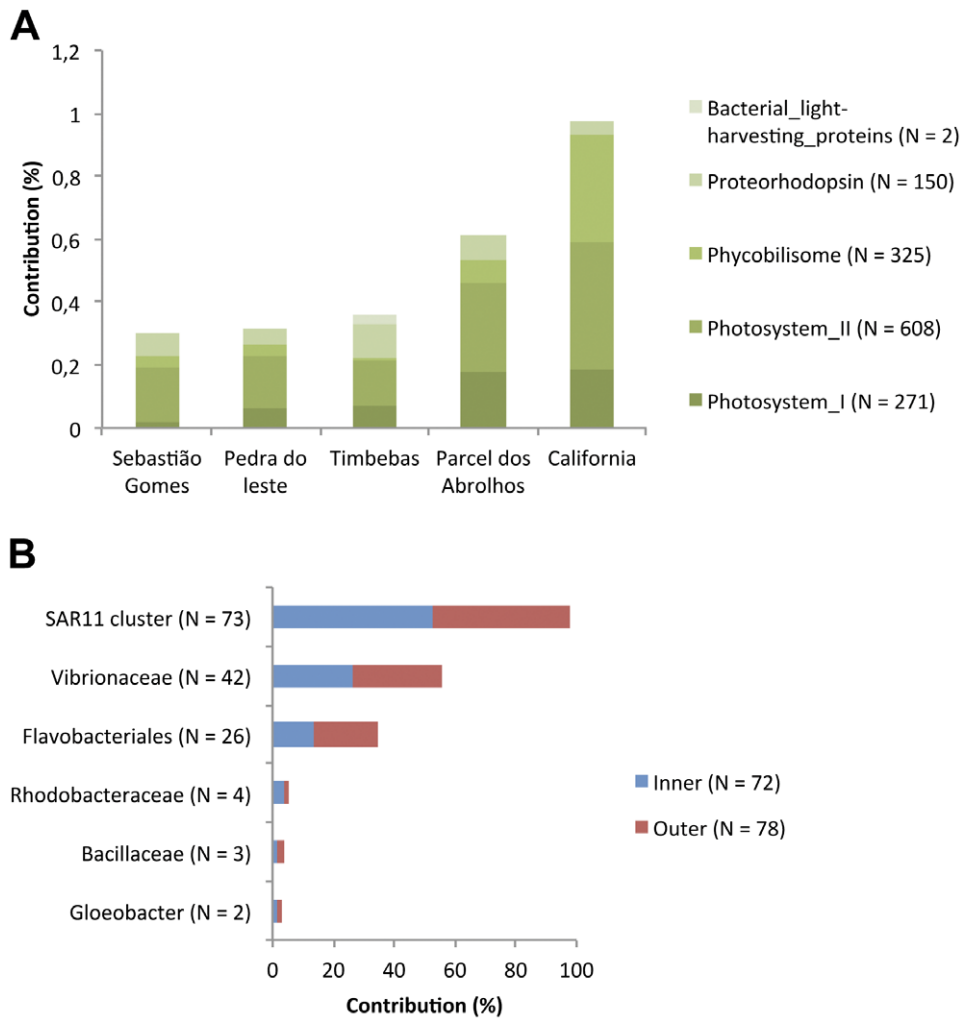 A
1,2
1
0,8
0,6
0,4
0,2
0
Contribution (%)
Sebastião
Gomes
Pedra do
leste
Timbebas
Parcel dos
Abrolhos
California
Bacterial_light-
harvesting_proteins (N = 2)
Proteorhodopsin (N = 150)
Phycobilisome (N = 325)
Photosystem_II (N = 608)
Photosystem_I (N = 271)
B
SAR11 cluster (N = 73)
Vibrionaceae (N = 42)
Flavobacteriales (N = 26)
Rhodobacteraceae (N = 4)
Bacillaceae (N = 3)
Gloeobacter (N = 2)
0 20 40 60 80 100
Contribution (%)
Inner (N = 72)
Outer (N = 78)